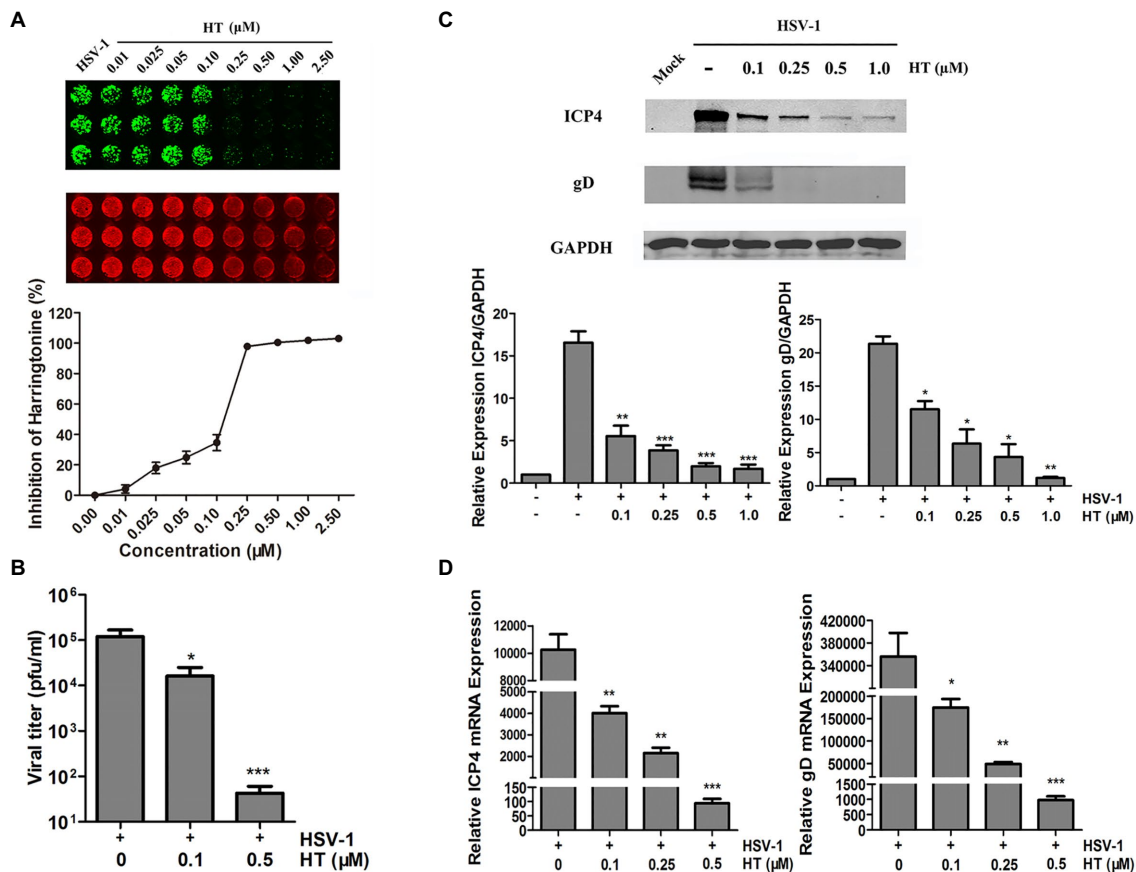 A
HT (μM)
HSV-1 0.01 0.025 0.05 0.10 0.25 0.50 1.00 2.50
Inhibition of Harringtonine (%)
120
100
80
60
40
20
0
0.00 0.01 0.025 0.05 0.10 0.25 0.50 1.00 2.50
Concentration (μM)
B
Viral titer (pfu/ml)
10^6
10^5
10^4
10^3
10^2
10^1
*
***
+ + + HSV-1
0 0.1 0.5 HT (μM)
C
HSV-1
Mock - 0.1 0.25 0.5 1.0 HT (μM)
ICP4
gD
GAPDH
Relative Expression ICP4/GAPDH
20
15
10
5
0
**
***
***
***
- + + + + +
- - 0.1 0.25 0.5 1.0
Relative Expression gD/GAPDH
25
20
15
10
5
0
*
*
*
**
- + + + + + HSV-1
- - 0.1 0.25 0.5 1.0 HT (μM)
D
Relative ICP4 mRNA Expression
12000
10000
8000
5000
4000
3000
2000
150
100
50
0
**
**
***
+ + + + HSV-1
0 0.1 0.25 0.5 HT (μM)
Relative gD mRNA Expression
420000
380000
340000
300000
200000
150000
100000
50000
1500
1000
500
0
*
**
***
+ + + + HSV-1
0 0.1 0.25 0.5 HT (μM)